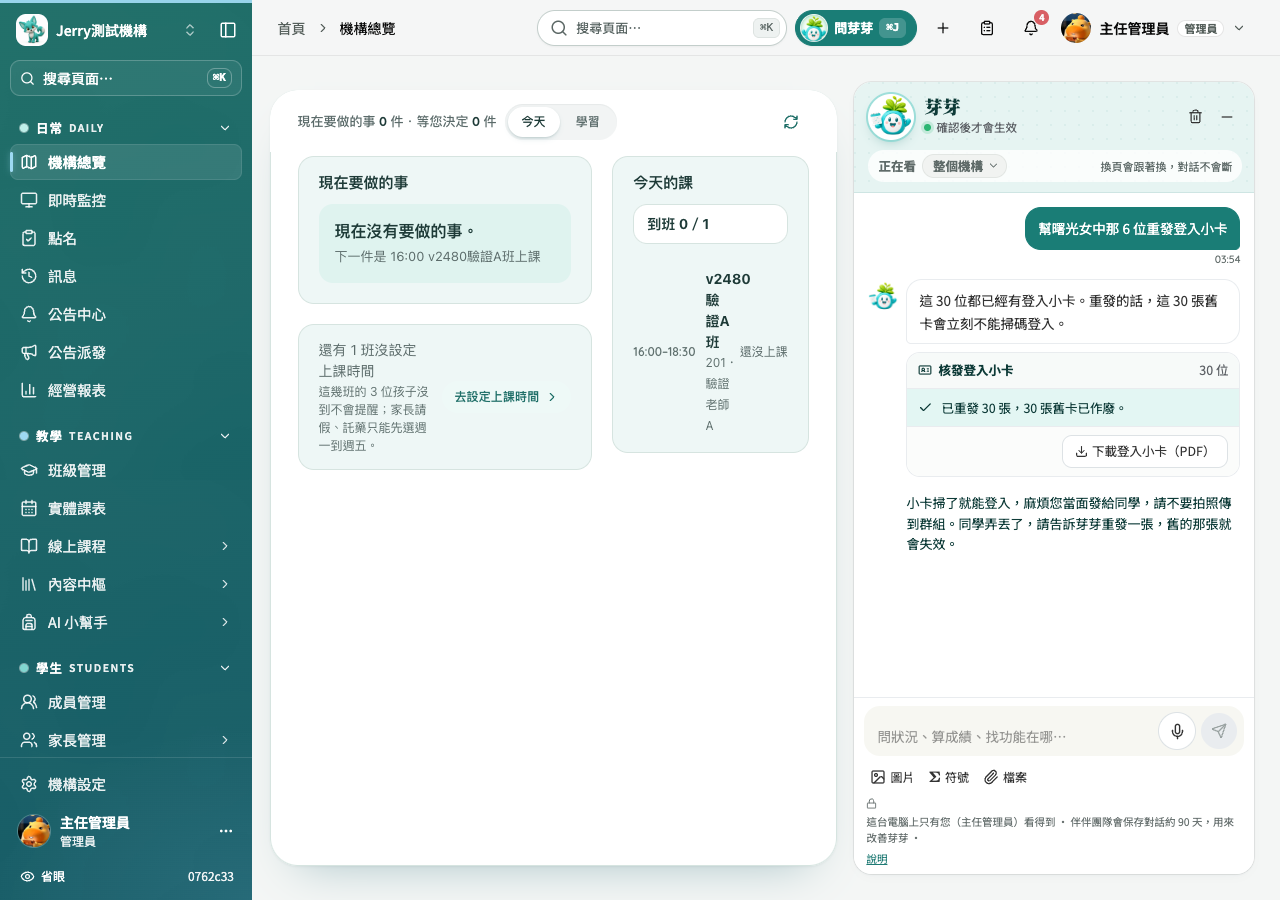 Jerry測試機構
搜尋頁面⋯
⌘K
日常 DAILY
機構總覽
即時監控
點名
訊息
公告中心
公告派發
經營報表
教學 TEACHING
班級管理
實體課表
線上課程
內容中樞
AI 小幫手
學生 STUDENTS
成員管理
家長管理
機構設定
主任管理員
管理員
省眼
0762c33
首頁
機構總覽
搜尋頁面⋯
⌘K
問芽芽
⌘J
4
主任管理員
管理員
現在要做的事 0 件 · 等您決定 0 件
今天
學習
現在要做的事
現在沒有要做的事。
下一件是 16:00 v2480驗證A班上課
還有 1 班沒設定
上課時間
這幾班的 3 位孩子沒
到不會提醒；家長請
假、託藥只能先選週
一到週五。
去設定上課時間
今天的課
到班 0 / 1
16:00–18:30
v2480
驗
證A
班
201 ·
驗證
老師
A
還沒上課
芽芽
確認後才會生效
正在看
整個機構
換頁會跟著換，對話不會斷
幫曙光女中那 6 位重發登入小卡
03:54
這 30 位都已經有登入小卡。重發的話，這 30 張舊
卡會立刻不能掃碼登入。
核發登入小卡
30 位
已重發 30 張，30 張舊卡已作廢。
下載登入小卡（PDF）
小卡掃了就能登入，麻煩您當面發給同學，請不要拍照傳
到群組。同學弄丟了，請告訴芽芽重發一張，舊的那張就
會失效。
問狀況、算成績、找功能在哪⋯
圖片
符號
檔案
這台電腦上只有您（主任管理員）看得到 · 伴伴團隊會保存對話約 90 天，用來
改善芽芽 ·
說明